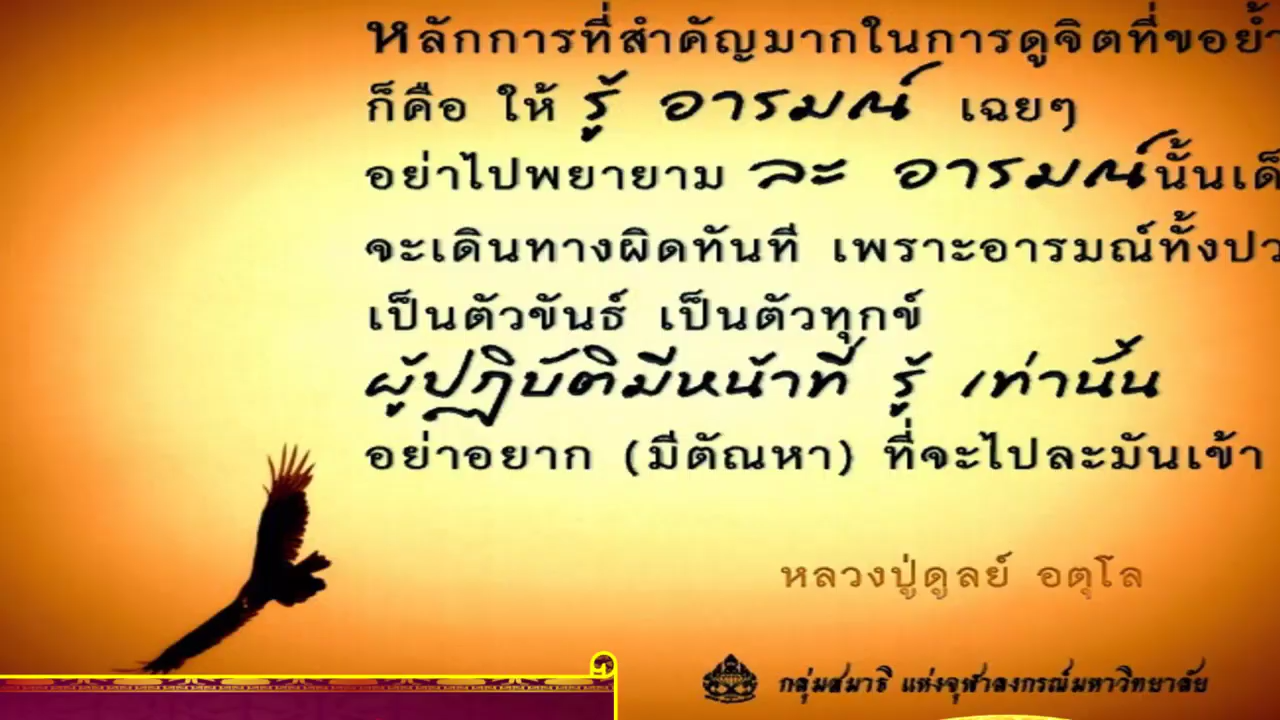 หลักการที่สำคัญมากในการดูจิตที่ขอย้ำ
ก็คือ ให้ รู้ อารมณ์ เฉยๆ
อย่าไปพยายาม ละ อารมณ์นั้น
จะเดินทางผิดทันที เพราะอารมณ์ทั้ง
เป็นตัวขันธ์ เป็นตัวทุกข์
ผู้ปฏิบัติมีหน้าที่ รู้ เท่านั้น
อย่าอยาก (มีตัณหา) ที่จะไปละมันเข้า
หลวงปู่ดูลย์ อตุโล
กลุ่มสมาธิ แห่งจุฬาลงกรณ์มหาวิทยาลัย